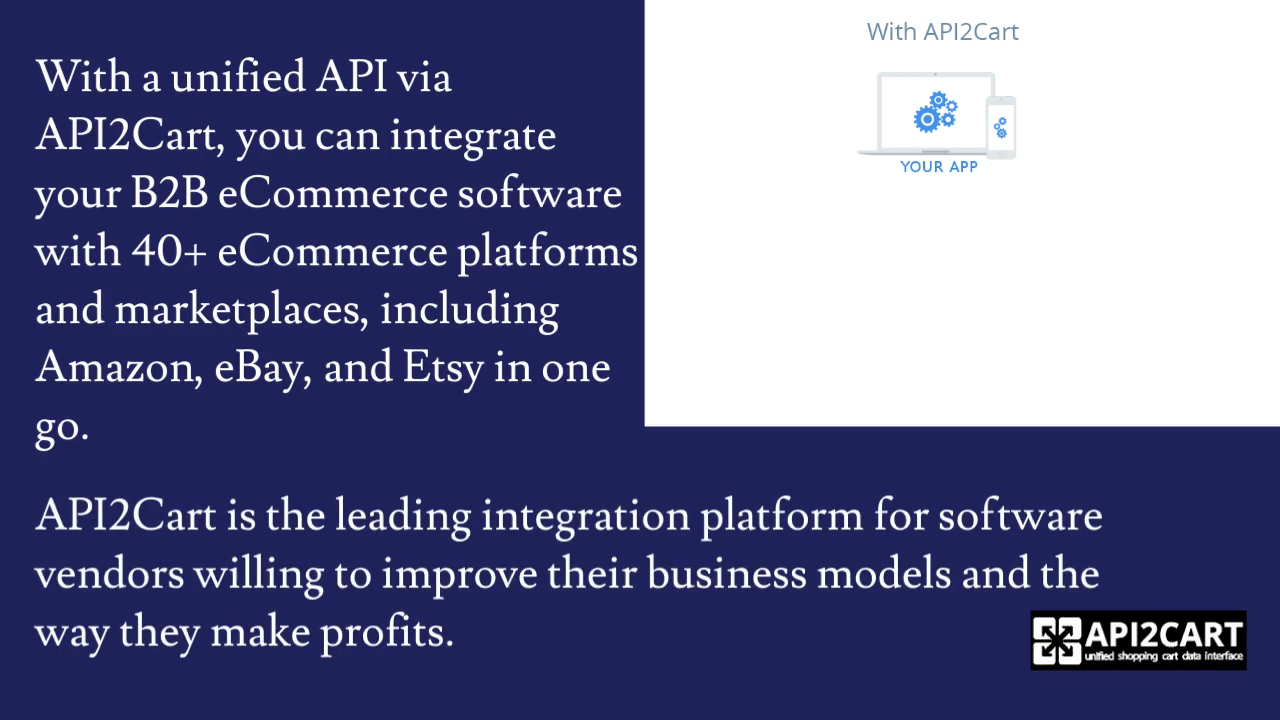 With a unified API via
API2Cart, you can integrate
your B2B eCommerce software
with 40+ eCommerce platforms
and marketplaces, including
Amazon, eBay, and Etsy in one
go.
With API2Cart
YOUR APP
API2Cart is the leading integration platform for software
vendors willing to improve their business models and the
way they make profits.
API2CART
unified shopping cart data interface